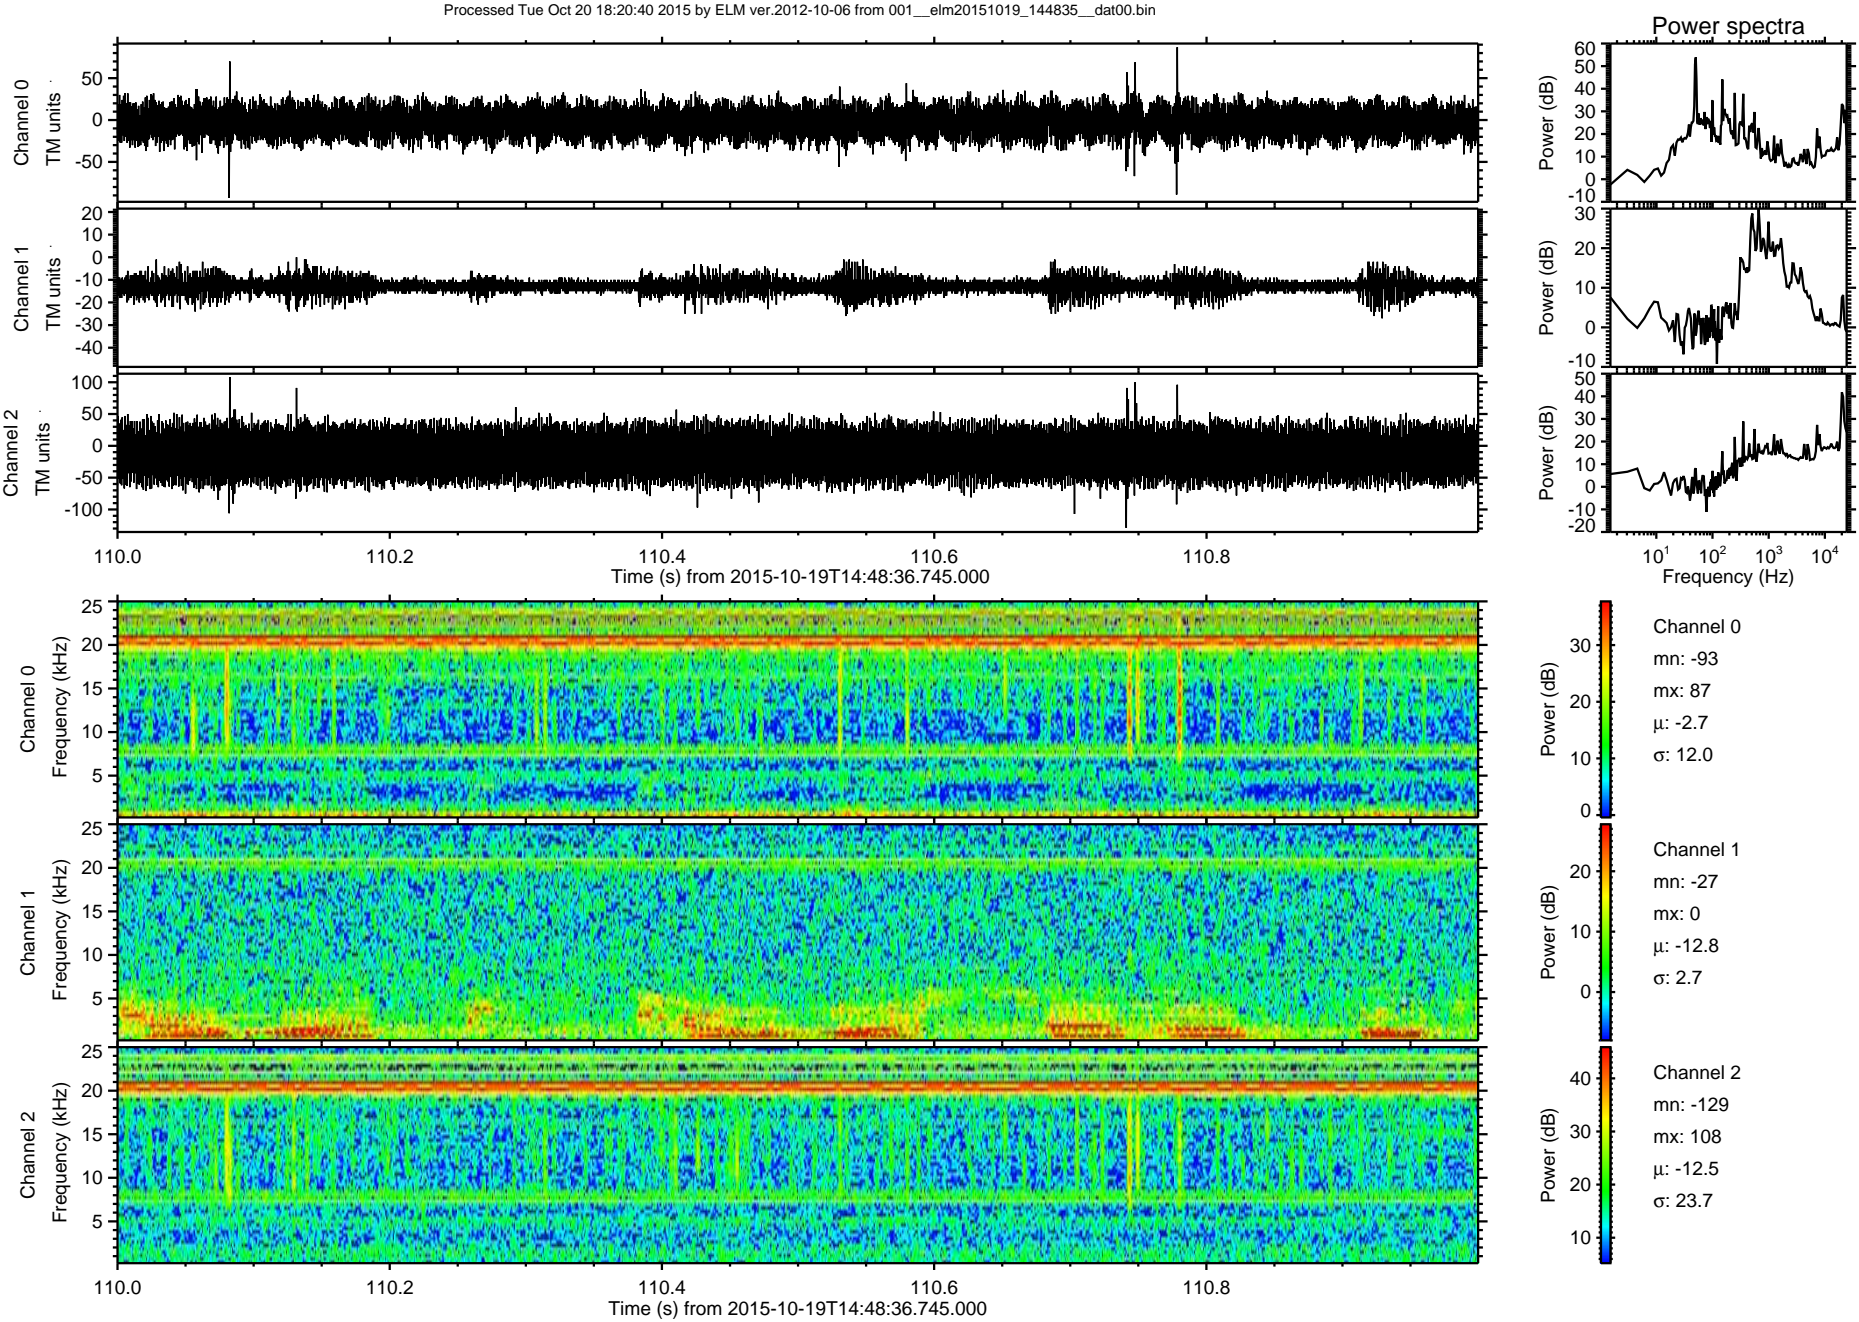 Processed Tue Oct 20 18:20:40 2015 by ELM ver.2012-10-06 from 001__elm20151019_144835__dat00.bin
Power spectra
Channel 0
TM units
50
0
-50
Power (dB)
60
50
40
30
20
10
0
-10
Channel 1
TM units
20
10
0
-10
-20
-30
-40
Power (dB)
30
20
10
0
-10
Channel 2
TM units
100
50
0
-50
-100
Power (dB)
50
40
30
20
10
0
-10
-20
110.0 110.2 110.4 110.6 110.8
Time (s) from 2015-10-19T14:48:36.745.000
10¹ 10² 10³ 10⁴
Frequency (Hz)
Channel 0
Frequency (kHz)
25
20
15
10
5
Power (dB)
30
20
10
0
Channel 0
mn: -93
mx: 87
μ: -2.7
σ: 12.0
Channel 1
Frequency (kHz)
25
20
15
10
5
Power (dB)
20
10
0
Channel 1
mn: -27
mx: 0
μ: -12.8
σ: 2.7
Channel 2
Frequency (kHz)
25
20
15
10
5
Power (dB)
40
30
20
10
Channel 2
mn: -129
mx: 108
μ: -12.5
σ: 23.7
110.0 110.2 110.4 110.6 110.8
Time (s) from 2015-10-19T14:48:36.745.000